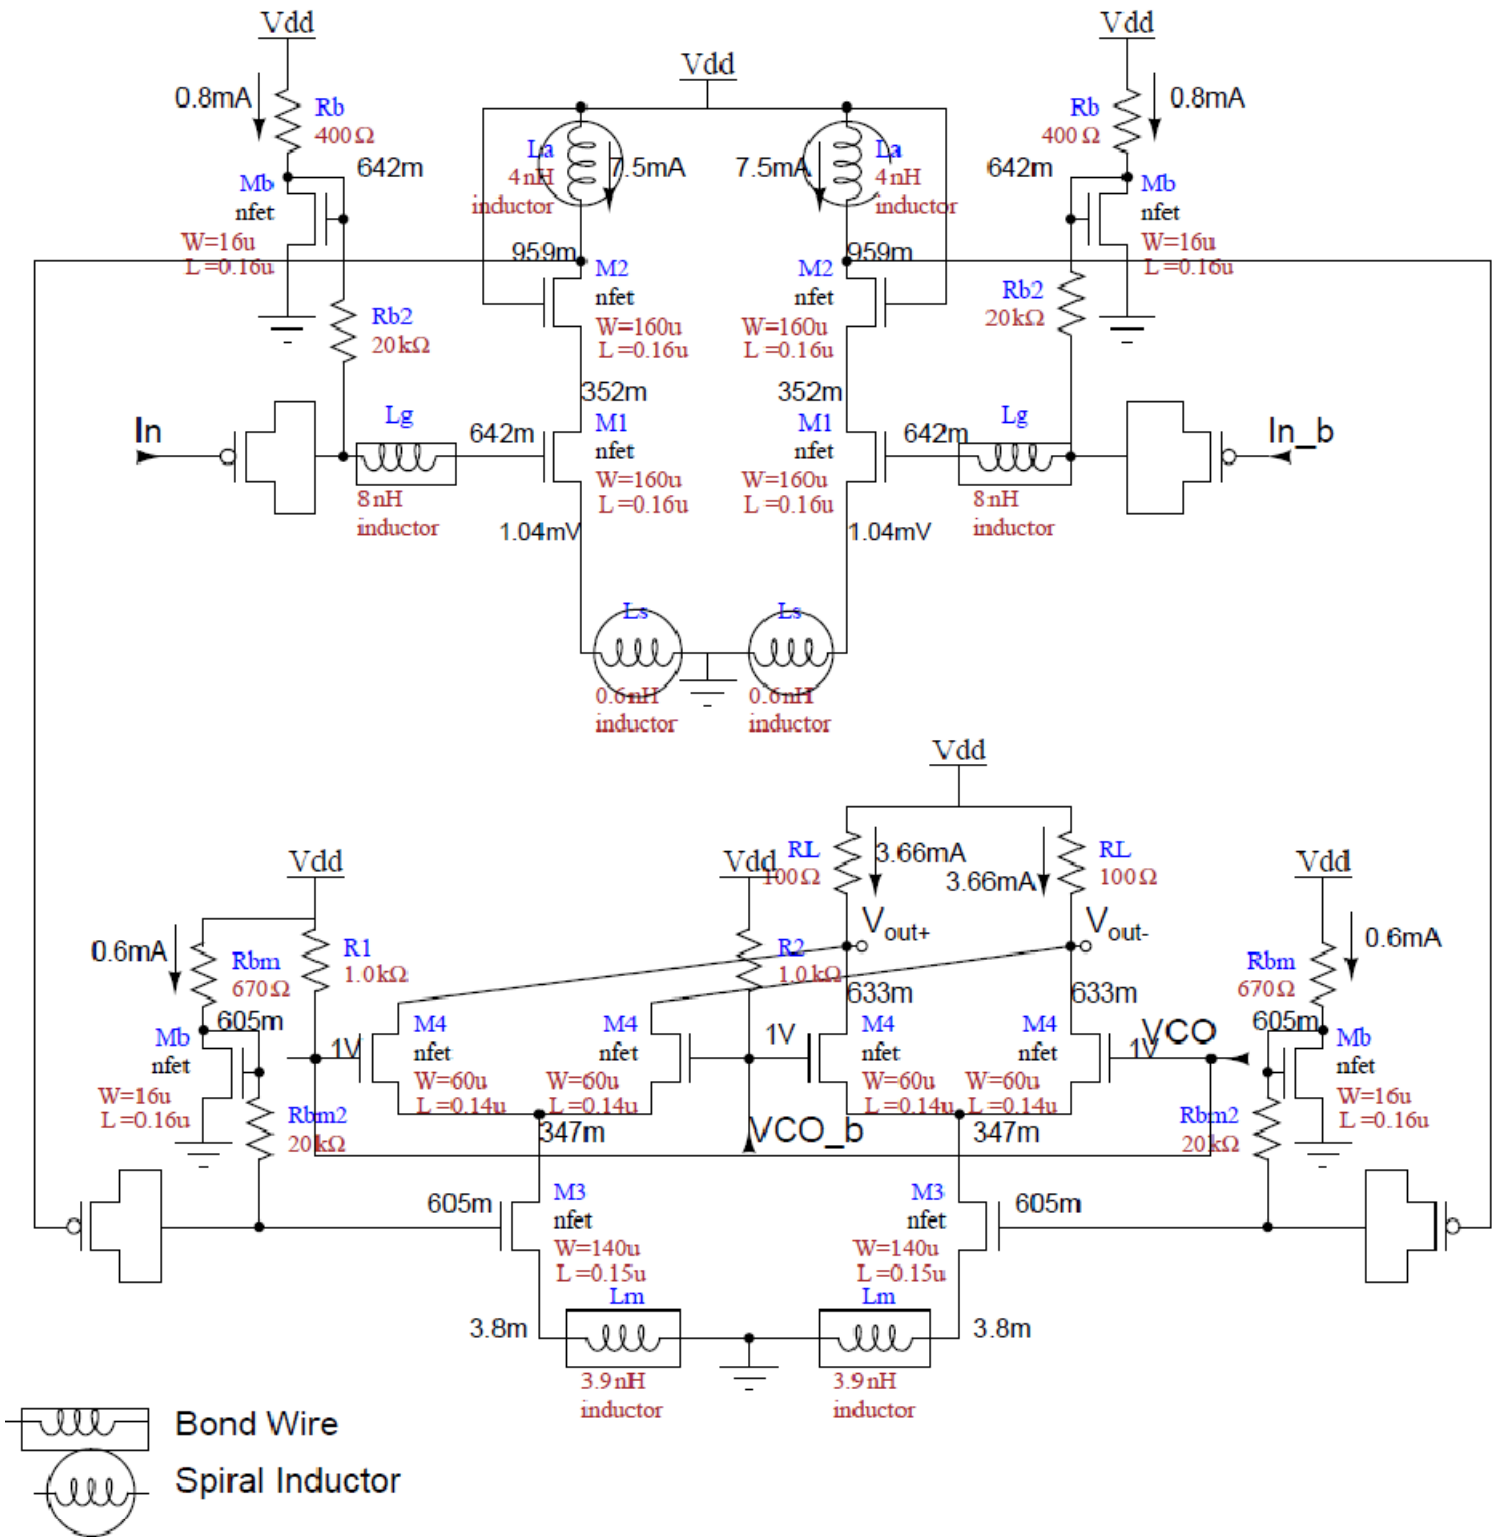 Vdd
Vdd
Vdd
0.8mA
Rb
400Ω
642m
Mb
nfet
W=16u
L=0.16u
Rb2
20kΩ
La
4nH
inductor
7.5mA
7.5mA
La
4nH
inductor
Rb
400Ω
0.8mA
642m
Mb
nfet
W=16u
L=0.16u
Rb2
20kΩ
959m
M2
nfet
W=160u
L=0.16u
959m
M2
nfet
W=160u
L=0.16u
352m
352m
In
Lg
8nH
inductor
642m
M1
nfet
W=160u
L=0.16u
M1
nfet
W=160u
L=0.16u
642m
Lg
8nH
inductor
In_b
1.04mV
1.04mV
Ls
0.6nH
inductor
Ls
0.6nH
inductor
Vdd
Vdd
Vdd
Vdd
RL
100Ω
3.66mA
3.66mA
RL
100Ω
Vout+
Vout-
0.6mA
Rbm
670Ω
R1
1.0kΩ
R2
1.0kΩ
633m
633m
Rbm
670Ω
0.6mA
605m
Mb
nfet
W=16u
L=0.16u
Rbm2
20kΩ
1V
M4
nfet
W=60u
L=0.14u
M4
nfet
W=60u
L=0.14u
1V
M4
nfet
W=60u
L=0.14u
M4
nfet
W=60u
L=0.14u
1V
VCO
605m
Mb
nfet
W=16u
L=0.16u
Rbm2
20kΩ
347m
VCO_b
347m
605m
M3
nfet
W=140u
L=0.15u
M3
nfet
W=140u
L=0.15u
605m
3.8m
Lm
3.9nH
inductor
Lm
3.9nH
inductor
3.8m
Bond Wire
Spiral Inductor